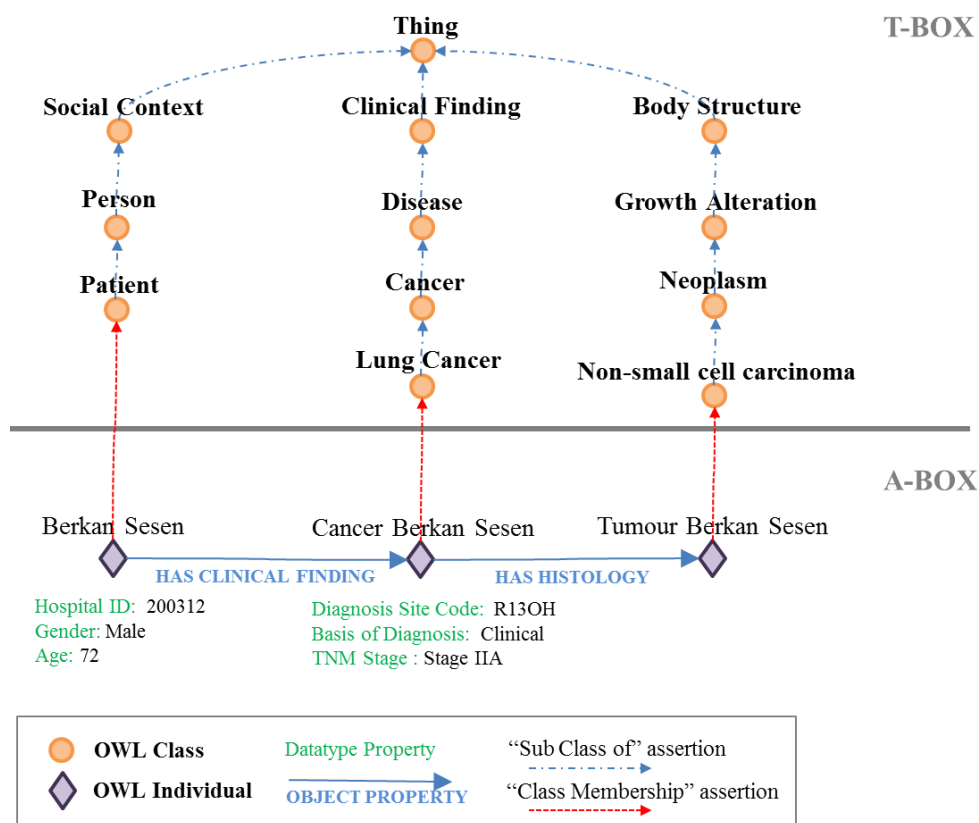 T-BOX
Thing
Social Context
Clinical Finding
Body Structure
Person
Disease
Growth Alteration
Patient
Cancer
Neoplasm
Lung Cancer
Non-small cell carcinoma
A-BOX
Berkan Sesen
Cancer Berkan Sesen
Tumour Berkan Sesen
HAS CLINICAL FINDING
HAS HISTOLOGY
Hospital ID: 200312
Gender: Male
Age: 72
Diagnosis Site Code: R13OH
Basis of Diagnosis: Clinical
TNM Stage : Stage IIA
OWL Class
OWL Individual
Datatype Property
OBJECT PROPERTY
“Sub Class of” assertion
“Class Membership” assertion